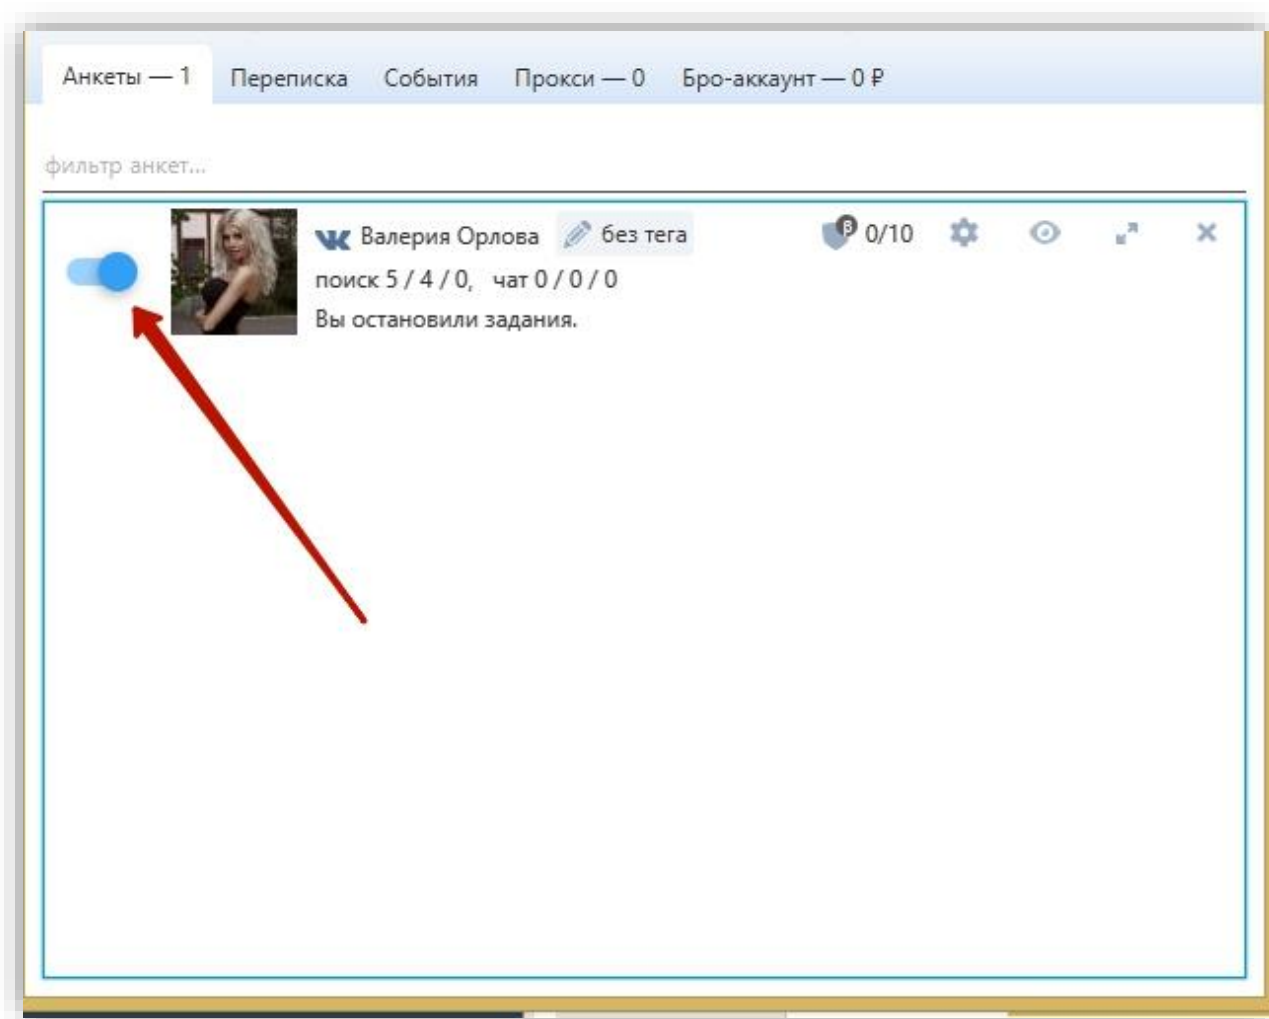 Анкеты — 1 Переписка События Прокси — 0 Бро-аккаунт — 0 ₽
фильтр анкет...
Валерия Орлова без тега β 0/10
поиск 5 / 4 / 0, чат 0 / 0 / 0
Вы остановили задания.